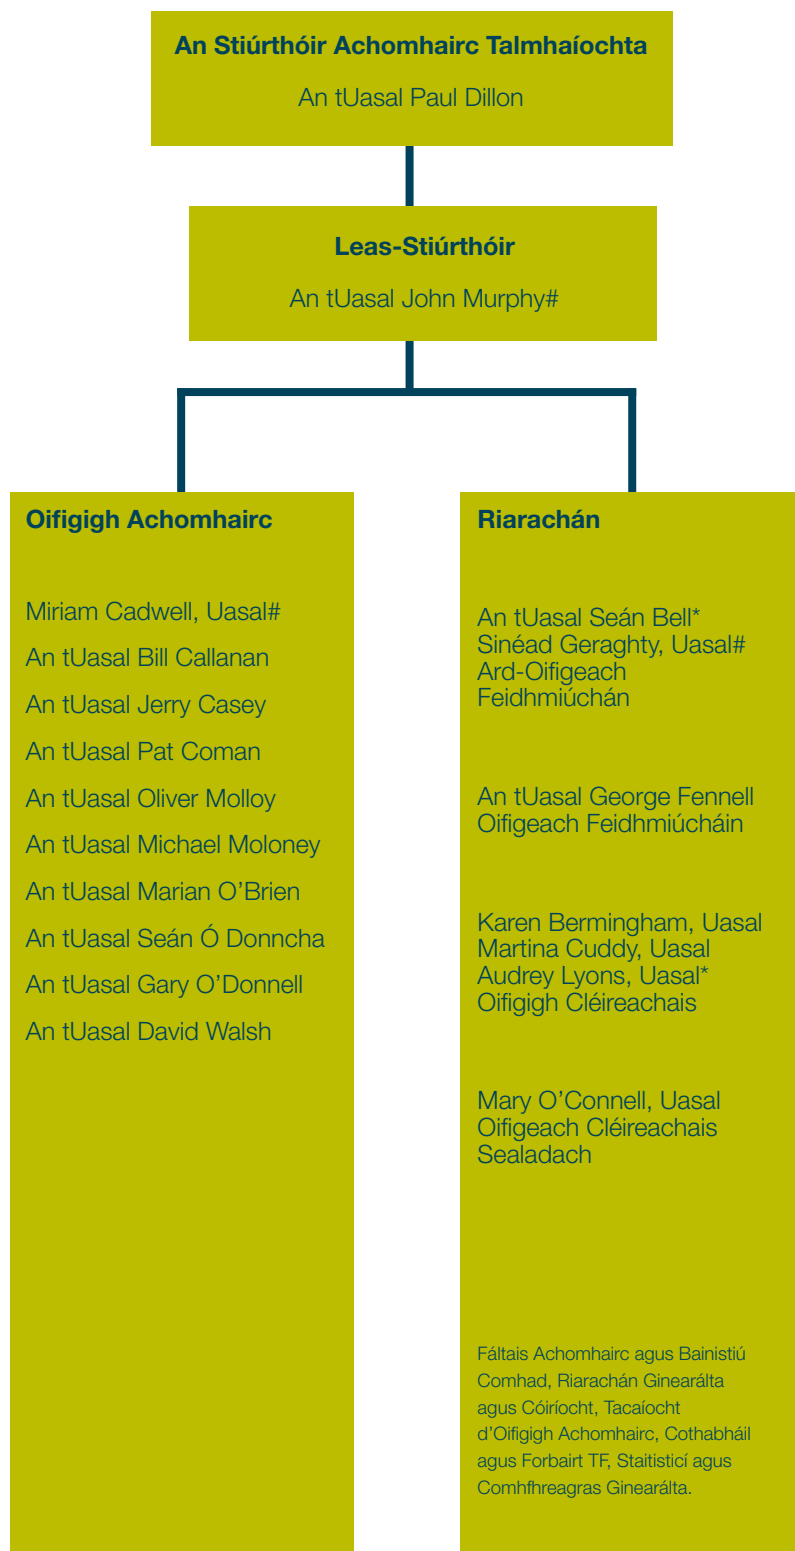 An Stiúrthóir Achomhairc Talmhaíochta
An tUasal Paul Dillon
Leas-Stiúrthóir
An tUasal John Murphy#
Oifigigh Achomhairc
Miriam Cadwell, Uasal#
An tUasal Bill Callanan
An tUasal Jerry Casey
An tUasal Pat Coman
An tUasal Oliver Molloy
An tUasal Michael Moloney
An tUasal Marian O’Brien
An tUasal Seán Ó Donncha
An tUasal Gary O’Donnell
An tUasal David Walsh
Riarachán
An tUasal Seán Bell*
Sinéad Geraghty, Uasal#
Ard-Oifigeach
Feidhmiúchán
An tUasal George Fennell
Oifigeach Feidhmiúcháin
Karen Bermingham, Uasal
Martina Cuddy, Uasal
Audrey Lyons, Uasal*
Oifigigh Cléireachais
Mary O’Connell, Uasal
Oifigeach Cléireachais
Sealadach
Fáltais Achomhairc agus Bainistiú
Comhad, Riarachán Ginearálta
agus Cóiríocht, Tacaíocht
d’Oifigigh Achomhairc, Cothabháil
agus Forbairt TF, Staitisticí agus
Comhfhreagras Ginearálta.